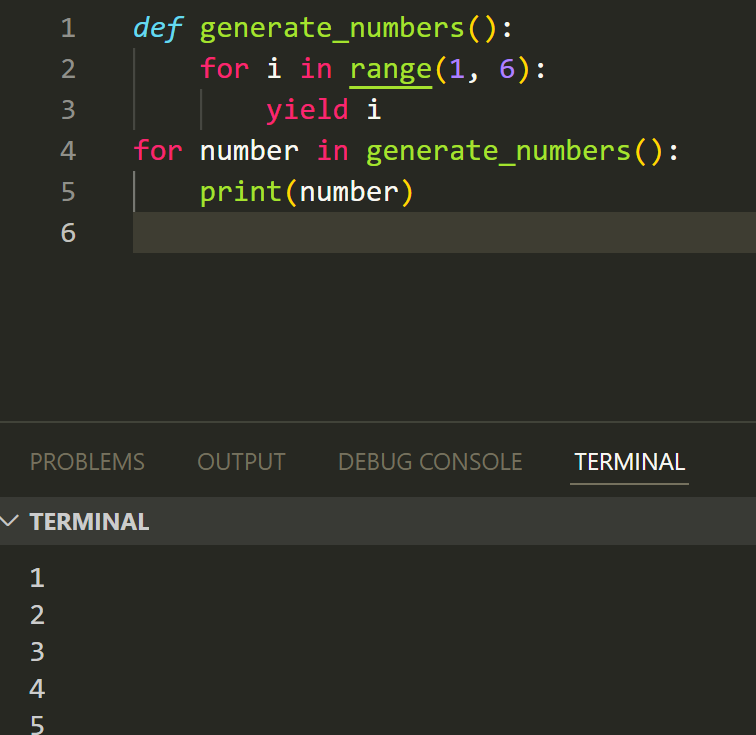 1 def generate_numbers():
2     for i in range(1, 6):
3         yield i
4 for number in generate_numbers():
5     print(number)
6
PROBLEMS OUTPUT DEBUG CONSOLE TERMINAL
TERMINAL
1
2
3
4
5